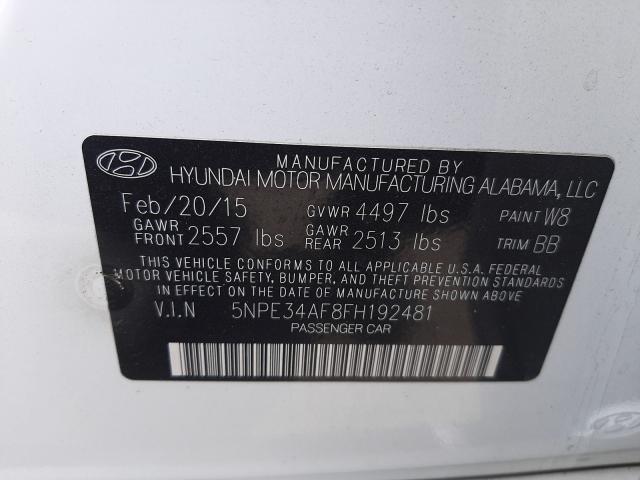 MANUFACTURED BY
HYUNDAI MOTOR MANUFACTURING ALABAMA, LLC
Feb/20/15 GVWR 4497 lbs PAINT W8
GAWR FRONT 2557 lbs GAWR REAR 2513 lbs TRIM BB
THIS VEHICLE CONFORMS TO ALL APPLICABLE U.S.A. FEDERAL
MOTOR VEHICLE SAFETY, BUMPER, AND THEFT PREVENTION STANDARDS
IN EFFECT ON THE DATE OF MANUFACTURE SHOWN ABOVE
V.I.N 5NPE34AF8FH192481
PASSENGER CAR